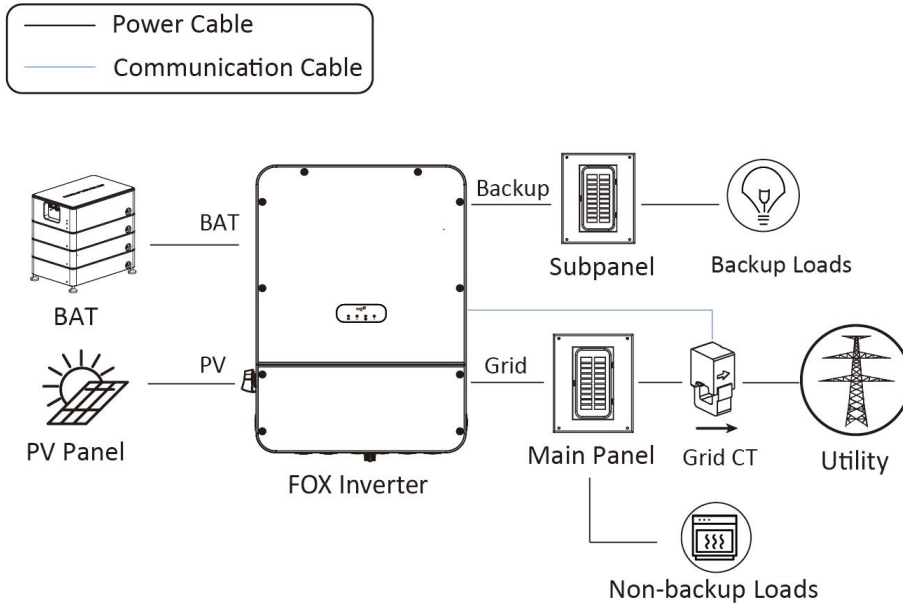 Power Cable
Communication Cable
Backup
BAT
Subpanel
Backup Loads
BAT
PV
Grid
PV Panel
FOX Inverter
Main Panel
Grid CT
Utility
Non-backup Loads